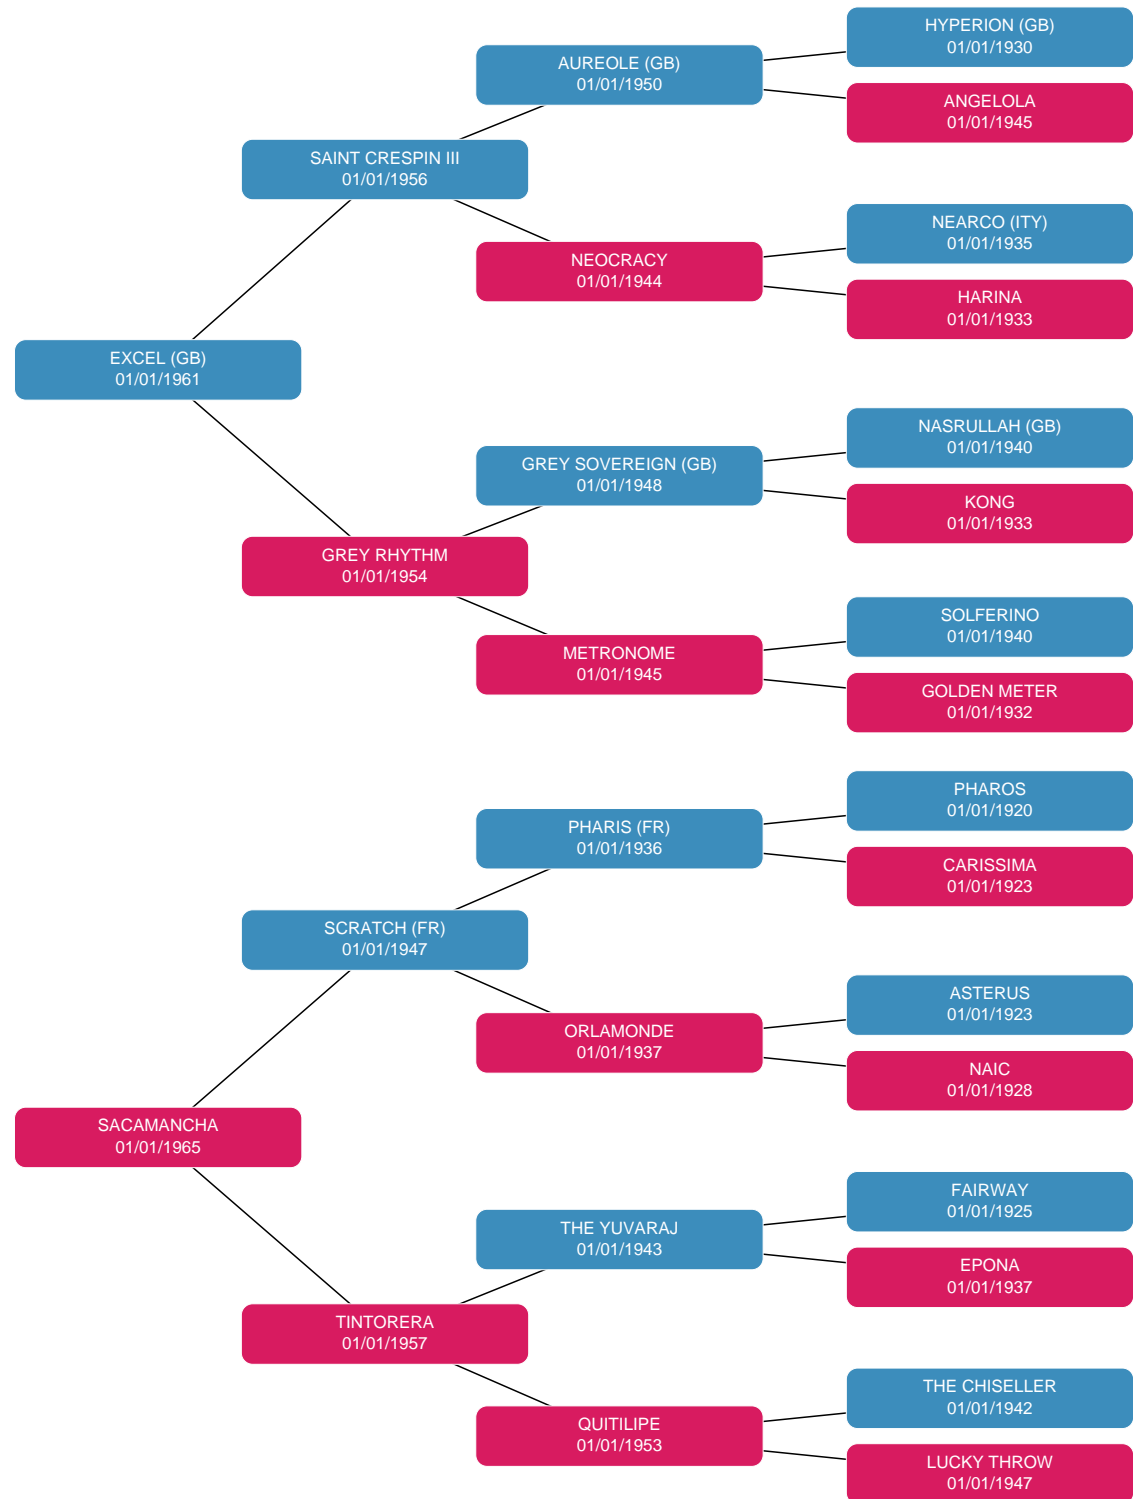 HYPERION (GB)
01/01/1930
AUREOLE (GB)
01/01/1950
ANGELOLA
01/01/1945
SAINT CRESPIN III
01/01/1956
NEARCO (ITY)
01/01/1935
NEOCRACY
01/01/1944
HARINA
01/01/1933
EXCEL (GB)
01/01/1961
NASRULLAH (GB)
01/01/1940
GREY SOVEREIGN (GB)
01/01/1948
KONG
01/01/1933
GREY RHYTHM
01/01/1954
SOLFERINO
01/01/1940
METRONOME
01/01/1945
GOLDEN METER
01/01/1932
PHAROS
01/01/1920
PHARIS (FR)
01/01/1936
CARISSIMA
01/01/1923
SCRATCH (FR)
01/01/1947
ASTERUS
01/01/1923
ORLAMONDE
01/01/1937
NAIC
01/01/1928
SACAMANCHA
01/01/1965
FAIRWAY
01/01/1925
THE YUVARAJ
01/01/1943
EPONA
01/01/1937
TINTORERA
01/01/1957
THE CHISELLER
01/01/1942
QUITILIPE
01/01/1953
LUCKY THROW
01/01/1947